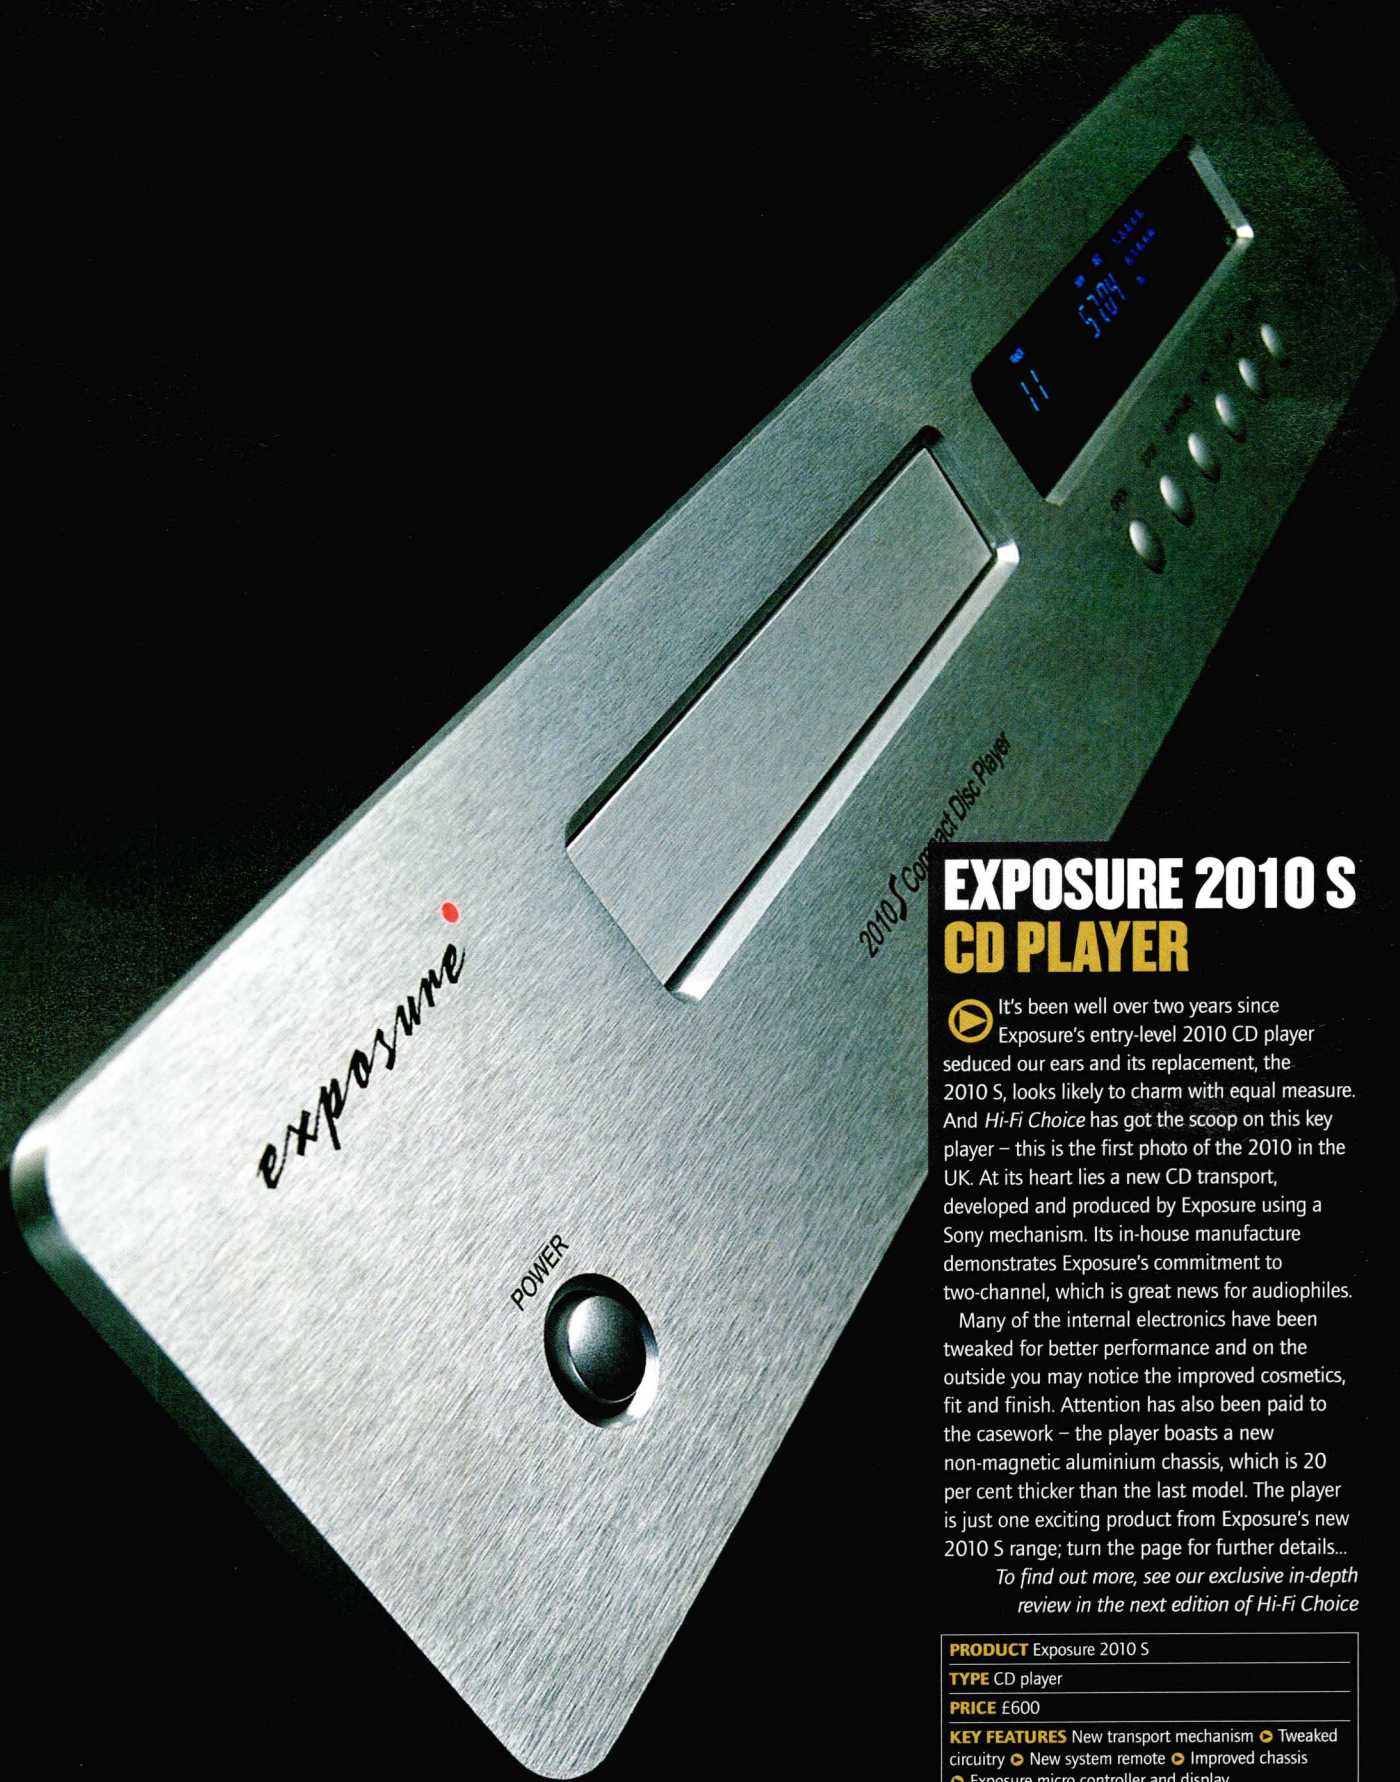 11
57:04
exposure
POWER
2010S Compact Disc Player
EXPOSURE 2010 S
CD PLAYER
It's been well over two years since
Exposure's entry-level 2010 CD player
seduced our ears and its replacement, the
2010 S, looks likely to charm with equal measure.
And Hi-Fi Choice has got the scoop on this key
player – this is the first photo of the 2010 in the
UK. At its heart lies a new CD transport,
developed and produced by Exposure using a
Sony mechanism. Its in-house manufacture
demonstrates Exposure's commitment to
two-channel, which is great news for audiophiles.
Many of the internal electronics have been
tweaked for better performance and on the
outside you may notice the improved cosmetics,
fit and finish. Attention has also been paid to
the casework – the player boasts a new
non-magnetic aluminium chassis, which is 20
per cent thicker than the last model. The player
is just one exciting product from Exposure's new
2010 S range; turn the page for further details...
To find out more, see our exclusive in-depth
review in the next edition of Hi-Fi Choice
PRODUCT Exposure 2010 S
TYPE CD player
PRICE £600
KEY FEATURES New transport mechanism Tweaked
circuitry New system remote Improved chassis
Exposure micro controller and display